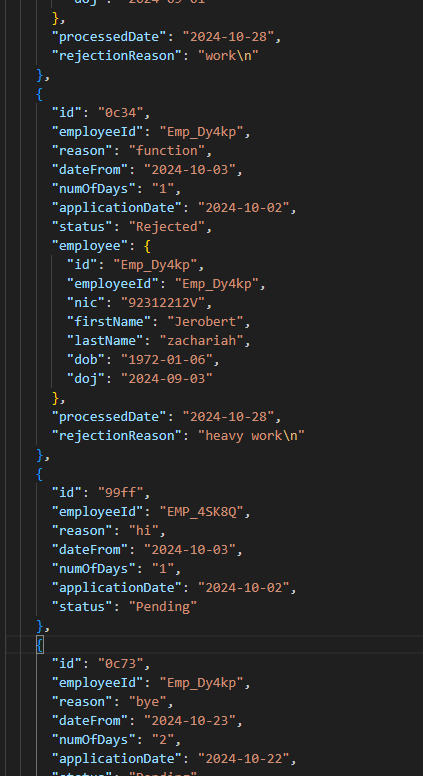 "doj": "2024-09-01"
},
"processedDate": "2024-10-28",
"rejectionReason": "work\n"
},
{
"id": "0c34",
"employeeId": "Emp_Dy4kp",
"reason": "function",
"dateFrom": "2024-10-03",
"numOfDays": "1",
"applicationDate": "2024-10-02",
"status": "Rejected",
"employee": {
"id": "Emp_Dy4kp",
"employeeId": "Emp_Dy4kp",
"nic": "92312212V",
"firstName": "Jerobert",
"lastName": "zachariah",
"dob": "1972-01-06",
"doj": "2024-09-03"
},
"processedDate": "2024-10-28",
"rejectionReason": "heavy work\n"
},
{
"id": "99ff",
"employeeId": "EMP_4SK8Q",
"reason": "hi",
"dateFrom": "2024-10-03",
"numOfDays": "1",
"applicationDate": "2024-10-02",
"status": "Pending"
},
{
"id": "0c73",
"employeeId": "Emp_Dy4kp",
"reason": "bye",
"dateFrom": "2024-10-23",
"numOfDays": "2",
"applicationDate": "2024-10-22",
"status": "Pending"